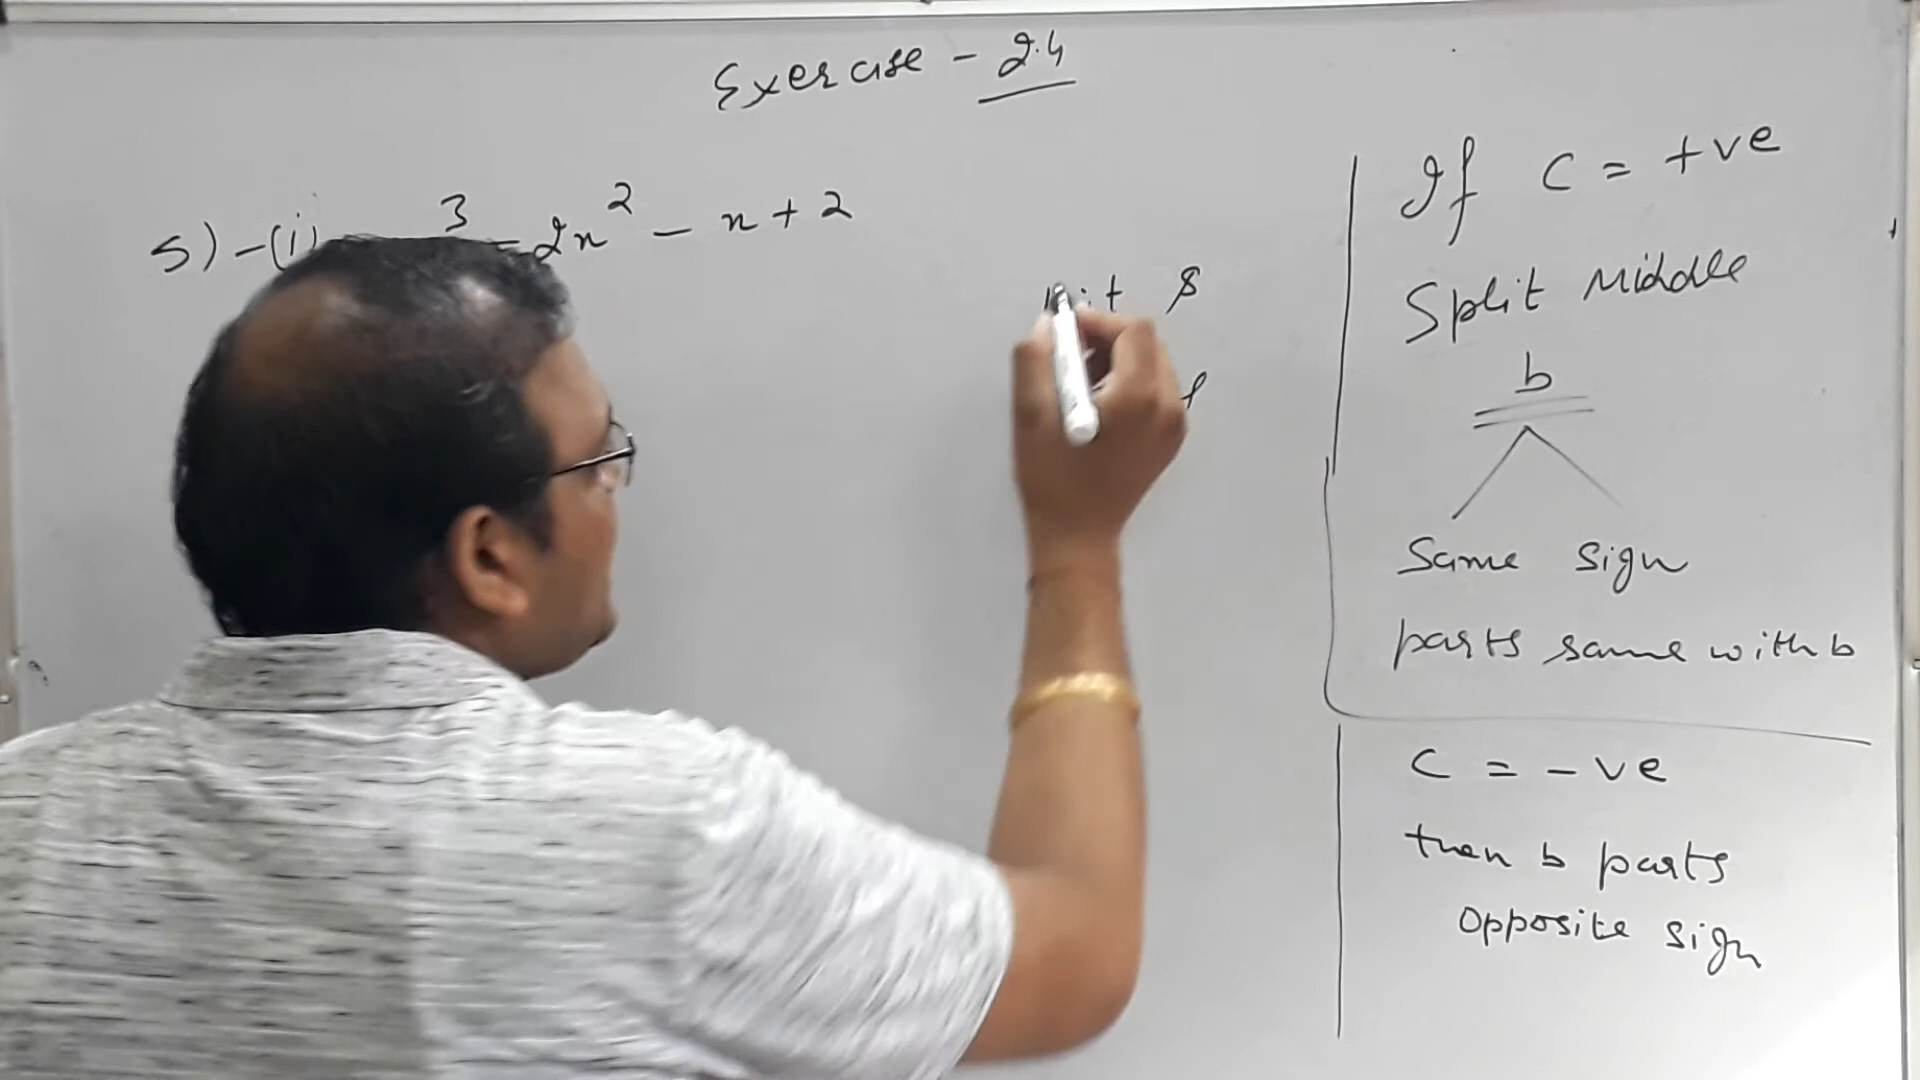 Exercise - 2.4
5) - (i) 3 - 2x² - x + 2
If C = +ve
Split Middle
b
Same sign
parts same with b
C = -ve
then b parts
opposite sign